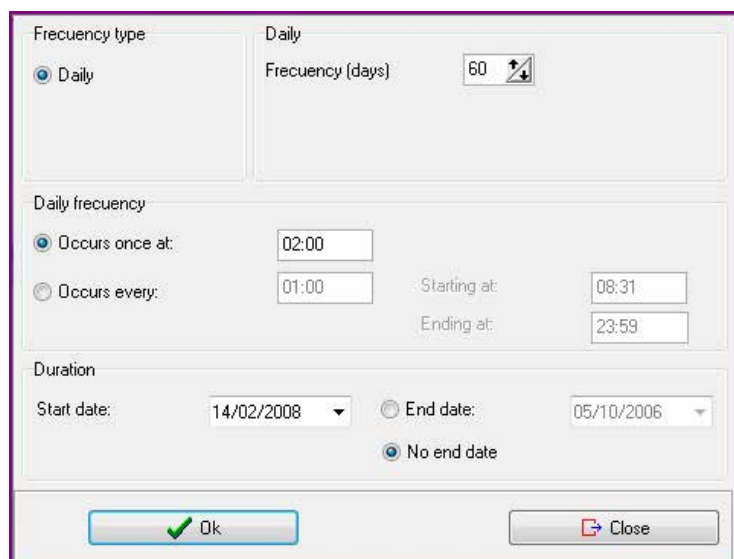 Frecuency type
Daily
Daily
Frecuency (days)
60
Daily frecuency
Occurs once at:
02:00
Occurs every:
01:00
Starting at:
08:31
Ending at:
23:59
Duration
Start date:
14/02/2008
End date:
05/10/2006
No end date
Ok
Close